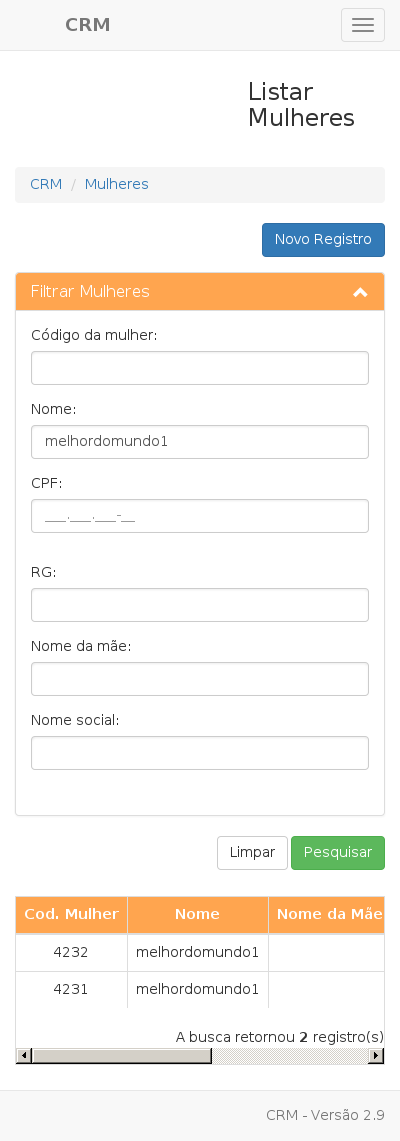 CRM
Listar
Mulheres
CRM / Mulheres
Novo Registro
Filtrar Mulheres
Código da mulher:
Nome:
melhordomundo1
CPF:
___.___.___-__
RG:
Nome da mãe:
Nome social:
Limpar Pesquisar
Cod. Mulher Nome Nome da Mãe
4232 melhordomundo1
4231 melhordomundo1
A busca retornou 2 registro(s)
CRM - Versão 2.9